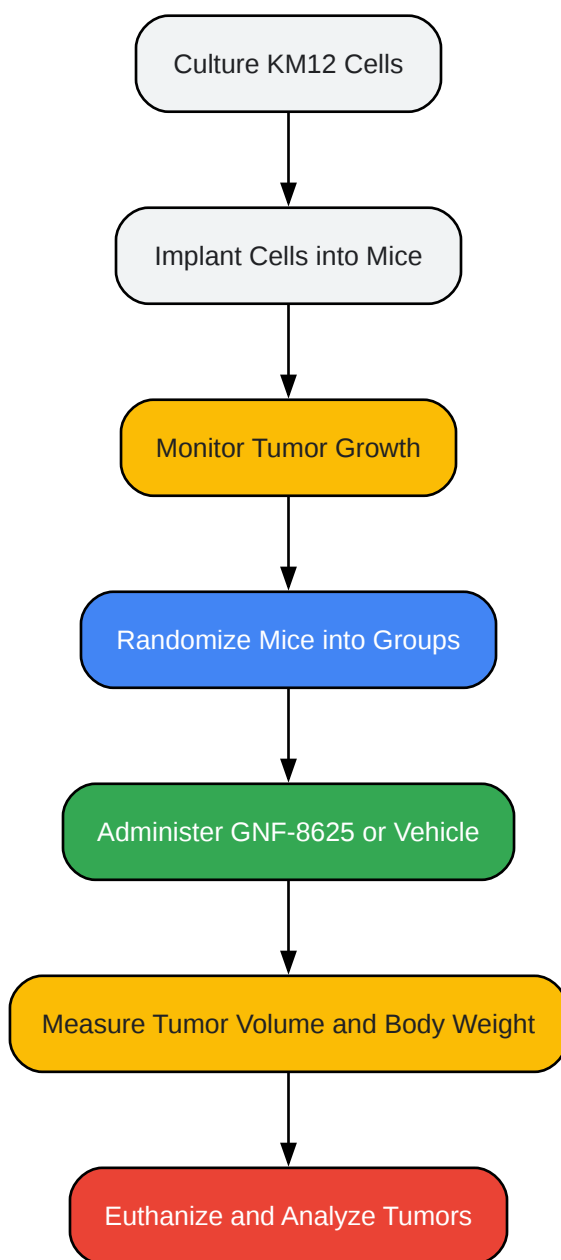 Culture KM12 Cells
Implant Cells into Mice
Monitor Tumor Growth
Randomize Mice into Groups
Administer GNF-8625 or Vehicle
Measure Tumor Volume and Body Weight
Euthanize and Analyze Tumors